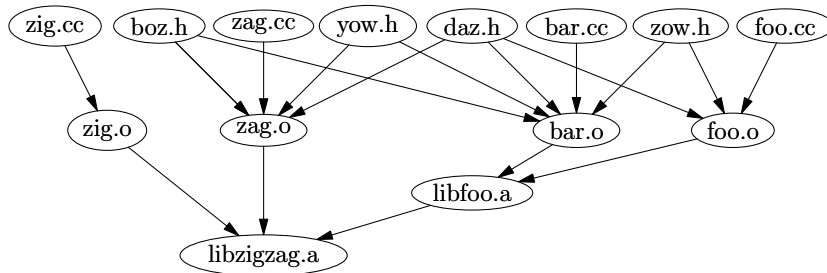 zig.cc boz.h zag.cc yow.h daz.h bar.cc zow.h foo.cc
zig.o zag.o bar.o foo.o
libfoo.a
libzigzag.a